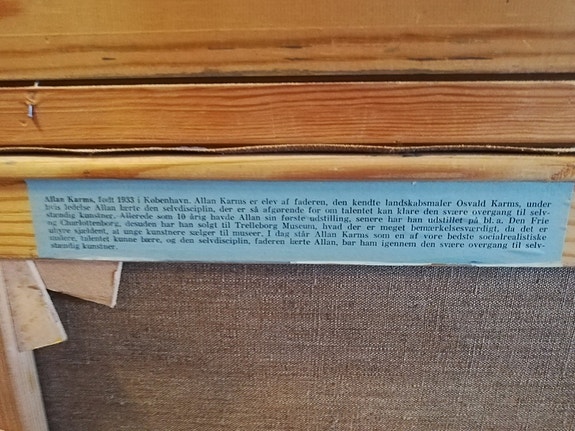 Allan Karms, født 1933 i København. Allan Karms er elev af faderen, den kendte landskabsmaler Osvald Karms, under
hvis ledelse Allan lærte den selvdisciplin, der er så afgørende for om talentet kan klare den svære overgang til selv-
stændig kunstner. Allerede som 10 årig havde Allan sin første udstilling, senere har han udstillet på bl. a. Den Frie
og Charlottenborg, desuden har han solgt til Trelleborg Museum, hvad der er meget bemærkelsesværdigt, da det er
uhyre sjældent, at unge kunstnere sælger til museer. I dag står Allan Karms som en af vore bedste socialrealistiske
malere, talentet kunne bære, og den selvdisciplin, faderen lærte Allan, bar ham igennem den svære overgang til selv-
stændig kunstner.